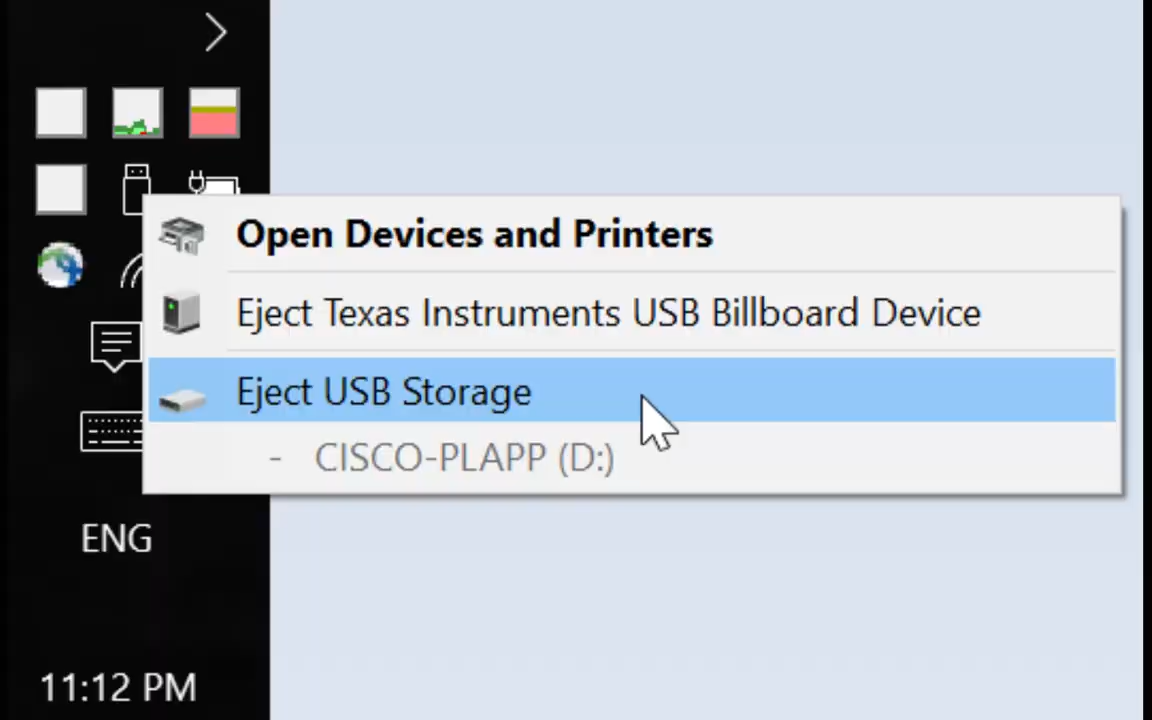 Open Devices and Printers
Eject Texas Instruments USB Billboard Device
Eject USB Storage
- CISCO-PLAPP (D:)
ENG
11:12 PM